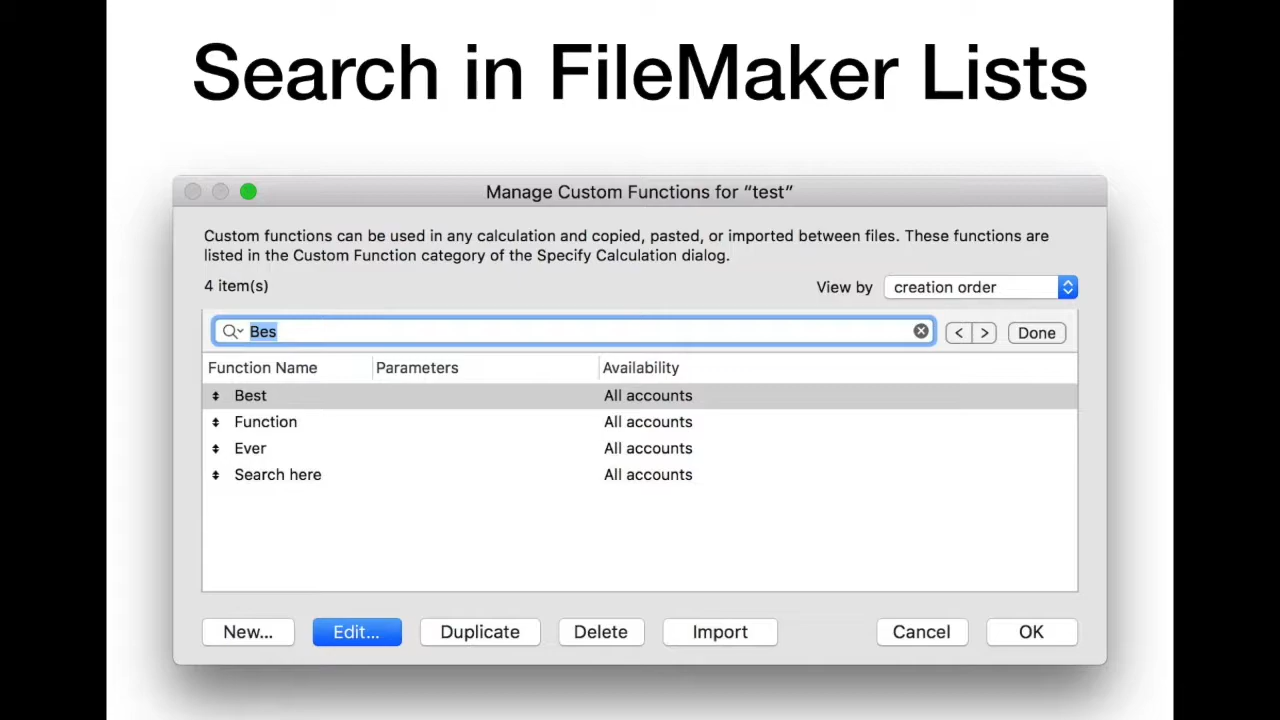 Search in FileMaker Lists
Manage Custom Functions for “test”
Custom functions can be used in any calculation and copied, pasted, or imported between files. These functions are
listed in the Custom Function category of the Specify Calculation dialog.
4 item(s)
View by creation order
Bes
< > Done
Function Name Parameters Availability
Best All accounts
Function All accounts
Ever All accounts
Search here All accounts
New... Edit... Duplicate Delete Import Cancel OK